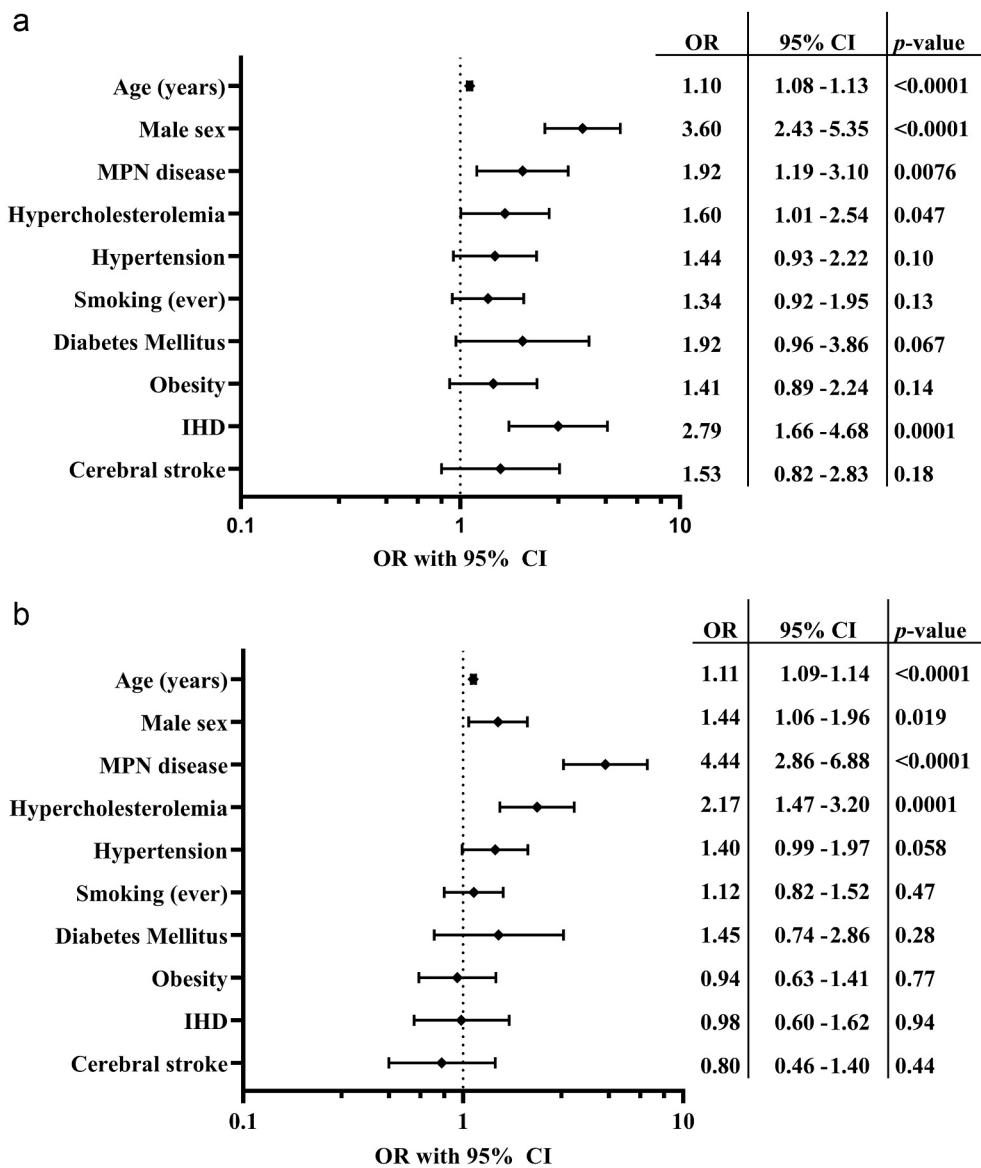 a
OR 95% CI p-value
Age (years) 1.10 1.08 -1.13 <0.0001
Male sex 3.60 2.43 -5.35 <0.0001
MPN disease 1.92 1.19 -3.10 0.0076
Hypercholesterolemia 1.60 1.01 -2.54 0.047
Hypertension 1.44 0.93 -2.22 0.10
Smoking (ever) 1.34 0.92 -1.95 0.13
Diabetes Mellitus 1.92 0.96 -3.86 0.067
Obesity 1.41 0.89 -2.24 0.14
IHD 2.79 1.66 -4.68 0.0001
Cerebral stroke 1.53 0.82 -2.83 0.18
0.1 1 10
OR with 95% CI
b
OR 95% CI p-value
Age (years) 1.11 1.09-1.14 <0.0001
Male sex 1.44 1.06 -1.96 0.019
MPN disease 4.44 2.86 -6.88 <0.0001
Hypercholesterolemia 2.17 1.47 -3.20 0.0001
Hypertension 1.40 0.99 -1.97 0.058
Smoking (ever) 1.12 0.82 -1.52 0.47
Diabetes Mellitus 1.45 0.74 -2.86 0.28
Obesity 0.94 0.63 -1.41 0.77
IHD 0.98 0.60 -1.62 0.94
Cerebral stroke 0.80 0.46 -1.40 0.44
0.1 1 10
OR with 95% CI